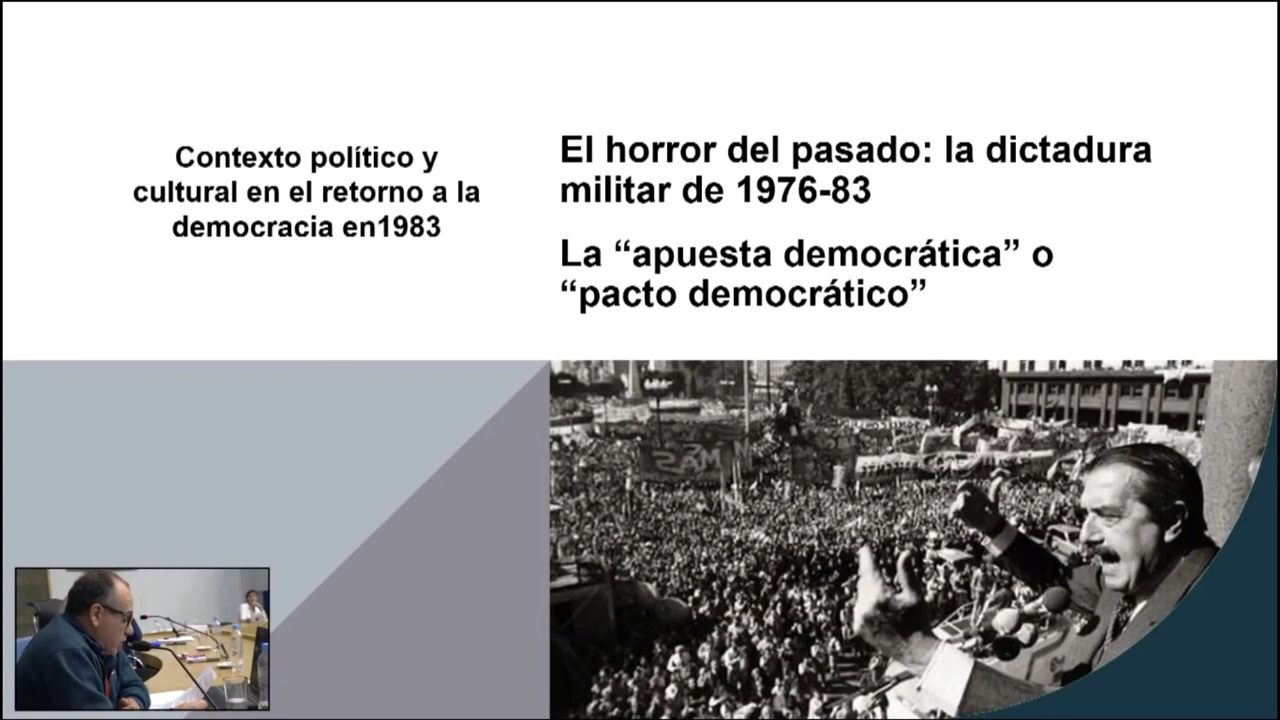 Contexto político y
cultural en el retorno a la
democracia en1983
El horror del pasado: la dictadura
militar de 1976-83
La “apuesta democrática” o
“pacto democrático”
MAS